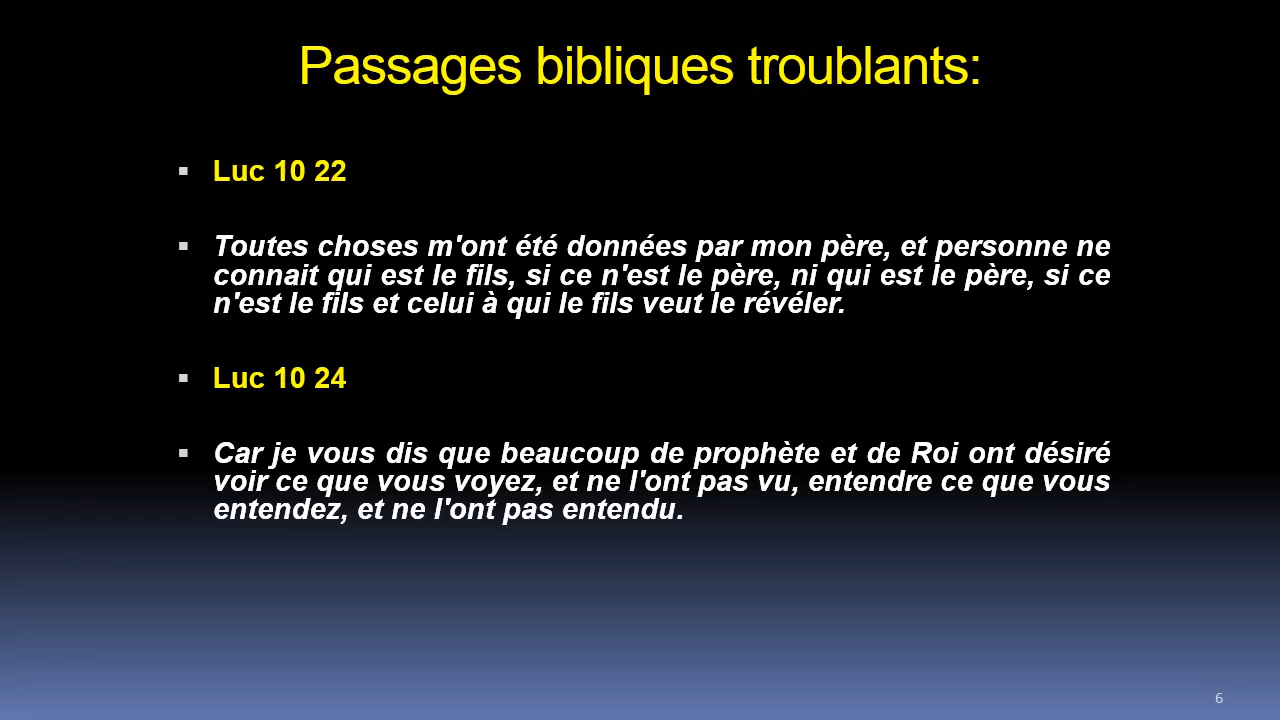 Passages bibliques troublants:
▪ Luc 10 22
▪ Toutes choses m'ont été données par mon père, et personne ne
connait qui est le fils, si ce n'est le père, ni qui est le père, si ce
n'est le fils et celui à qui le fils veut le révéler.
▪ Luc 10 24
▪ Car je vous dis que beaucoup de prophète et de Roi ont désiré
voir ce que vous voyez, et ne l'ont pas vu, entendre ce que vous
entendez, et ne l'ont pas entendu.
6